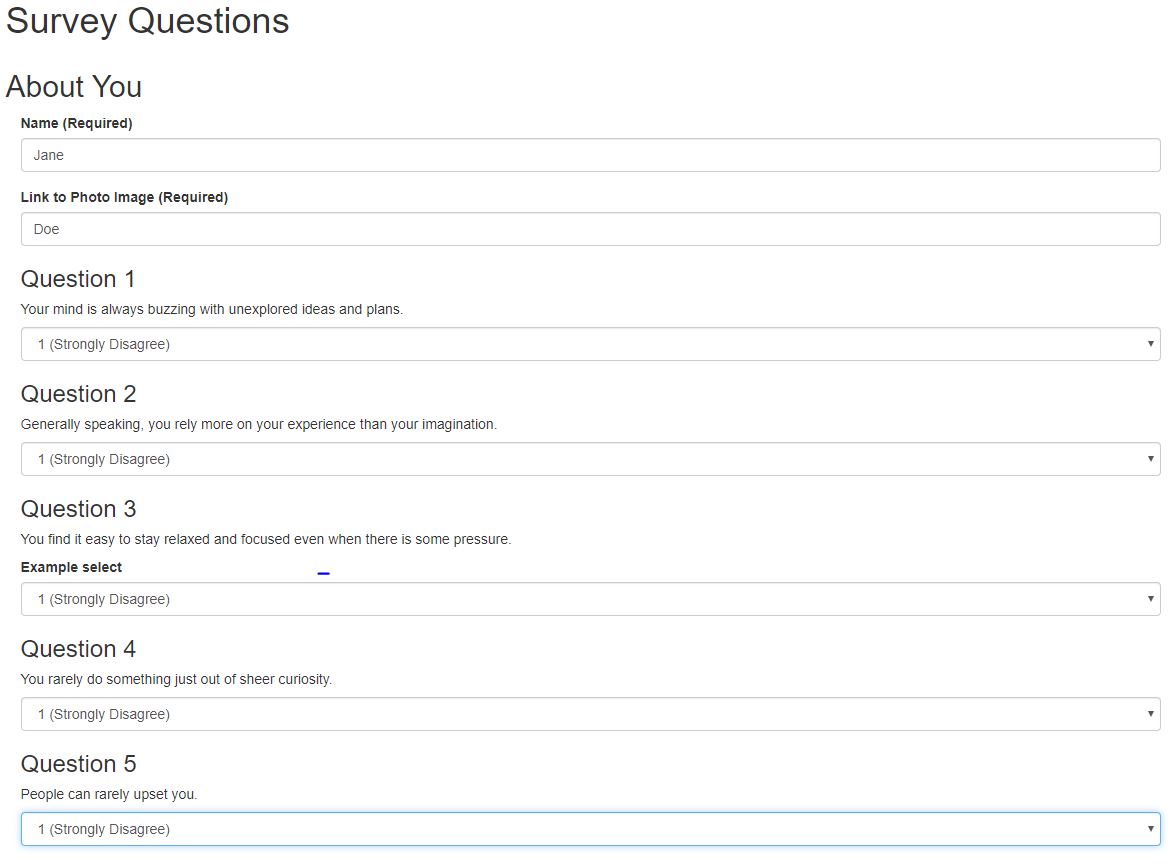 Survey Questions
About You
Name (Required)
Jane
Link to Photo Image (Required)
Doe
Question 1
Your mind is always buzzing with unexplored ideas and plans.
1 (Strongly Disagree)
Question 2
Generally speaking, you rely more on your experience than your imagination.
1 (Strongly Disagree)
Question 3
You find it easy to stay relaxed and focused even when there is some pressure.
Example select
1 (Strongly Disagree)
Question 4
You rarely do something just out of sheer curiosity.
1 (Strongly Disagree)
Question 5
People can rarely upset you.
1 (Strongly Disagree)